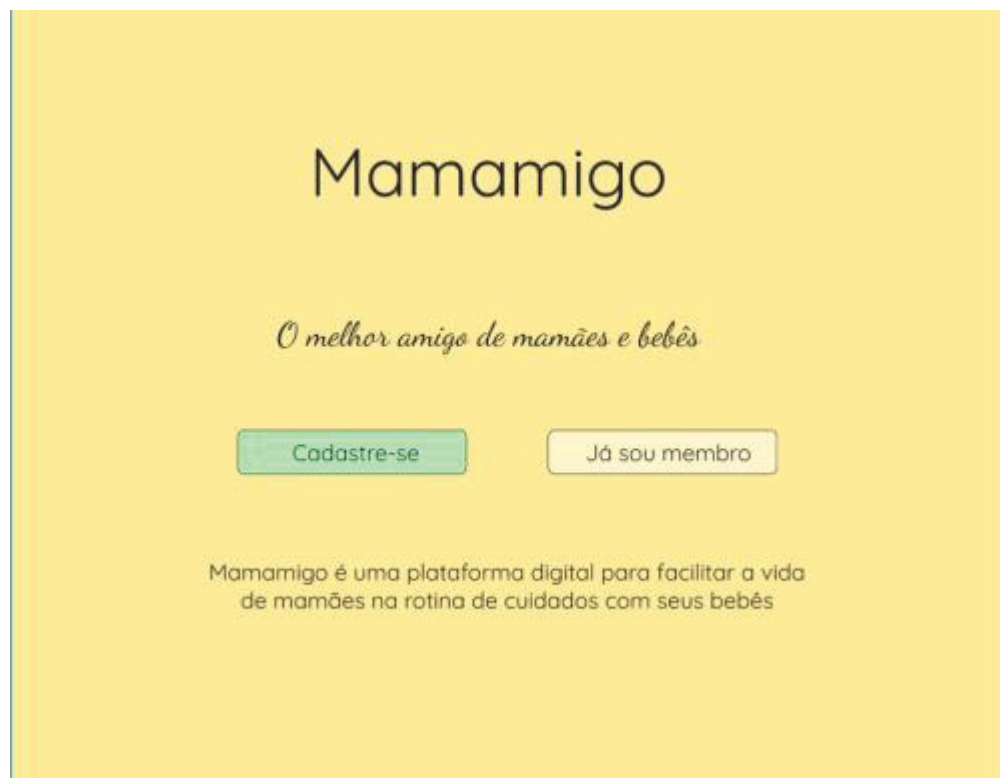 Mamamigo
O melhor amigo de mamães e bebês
Cadastre-se
Já sou membro
Mamamigo é uma plataforma digital para facilitar a vida
de mamães na rotina de cuidados com seus bebês